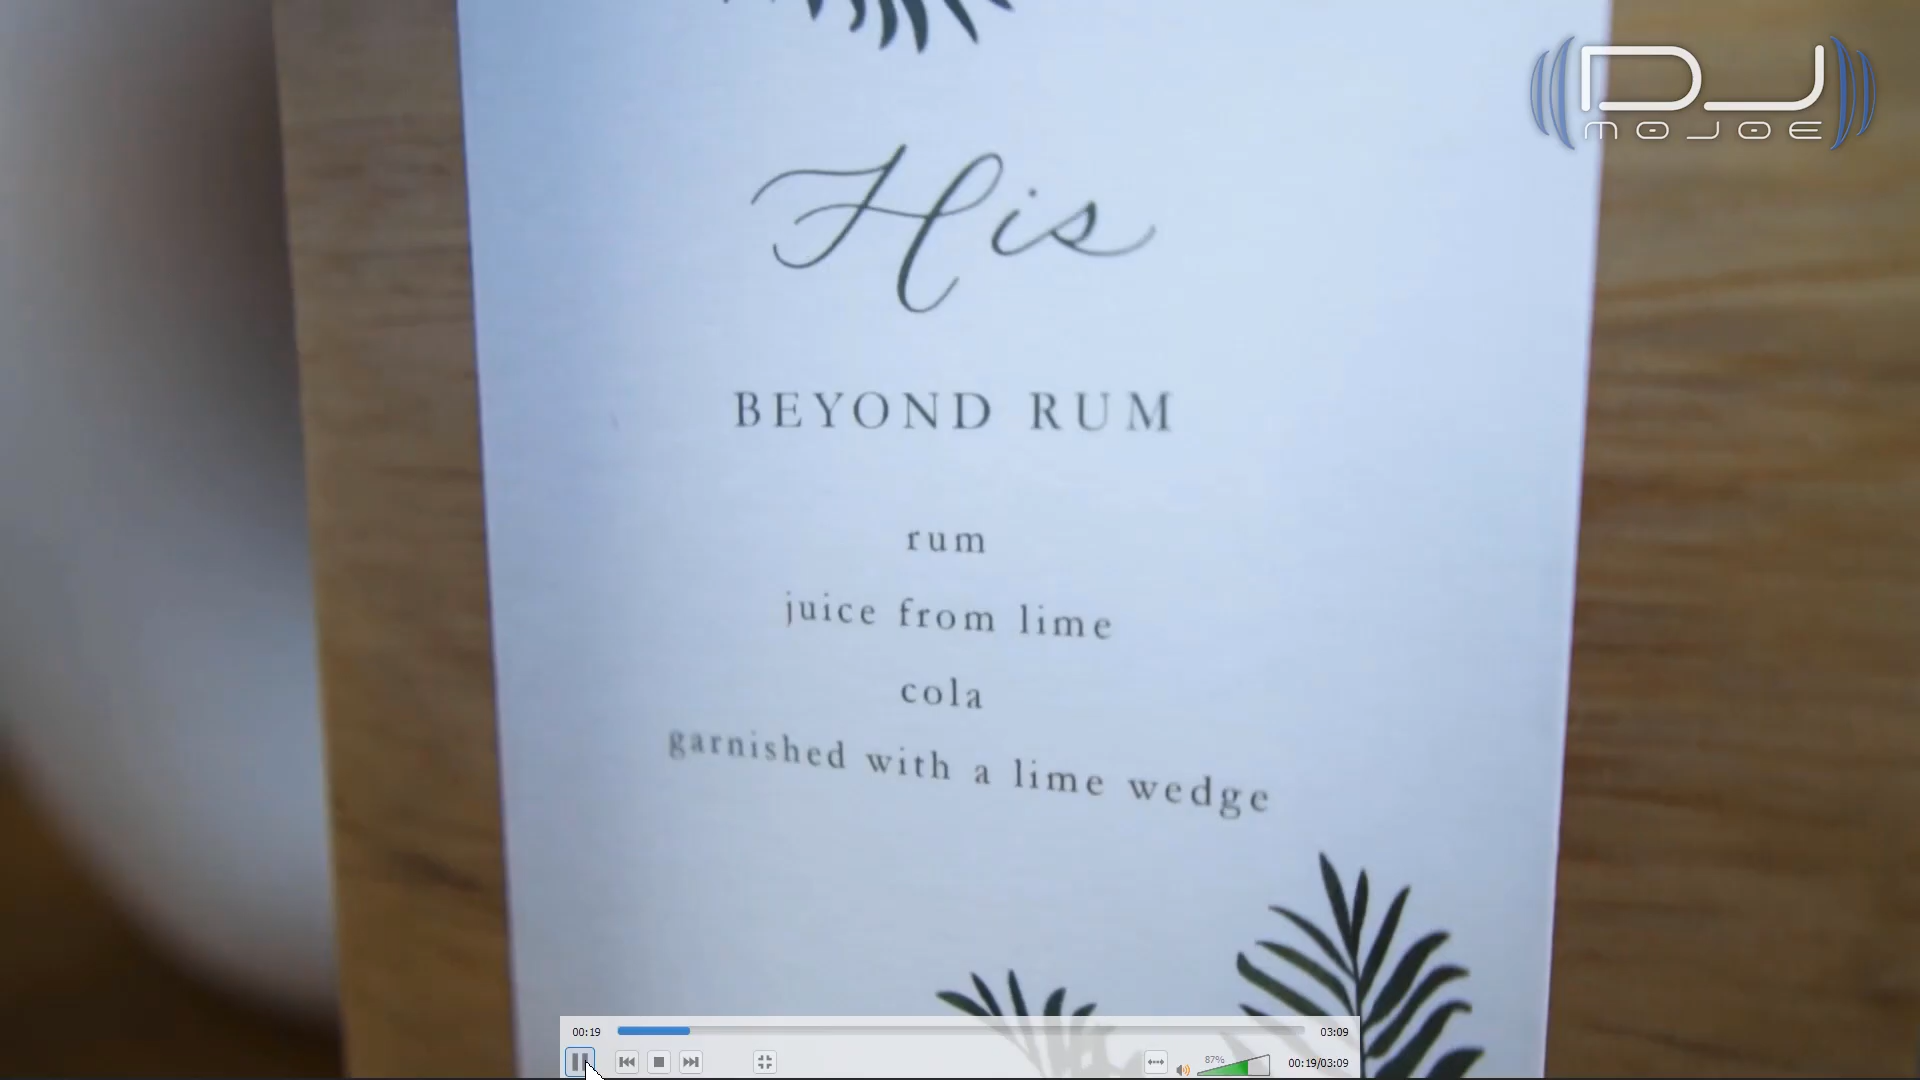 DJ
MOJOE
His
BEYOND RUM
rum
juice from lime
cola
garnished with a lime wedge
00:19
03:09
87%
00:19/03:09